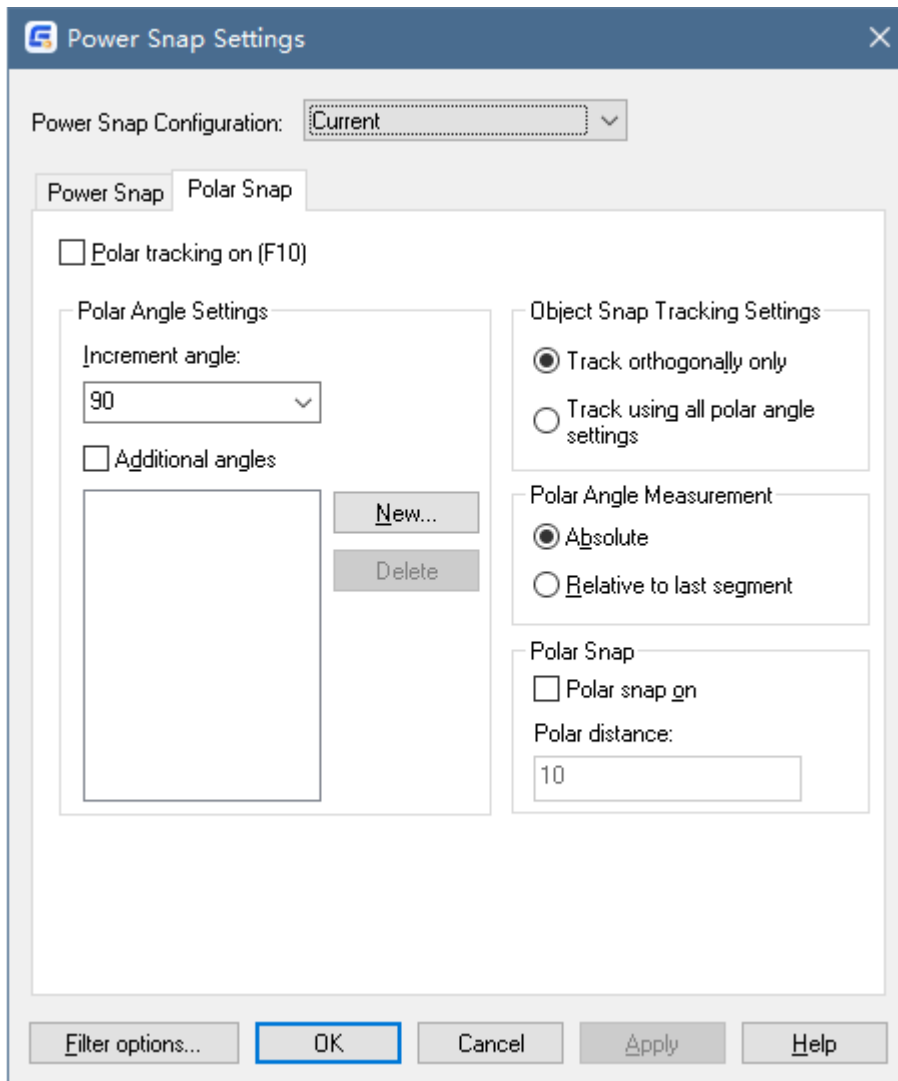 Power Snap Settings
Power Snap Configuration: Current
Power Snap Polar Snap
Polar tracking on (F10)
Polar Angle Settings
Increment angle:
90
Additional angles
New...
Delete
Object Snap Tracking Settings
Track orthogonally only
Track using all polar angle
settings
Polar Angle Measurement
Absolute
Relative to last segment
Polar Snap
Polar snap on
Polar distance:
10
Filter options... OK Cancel Apply Help